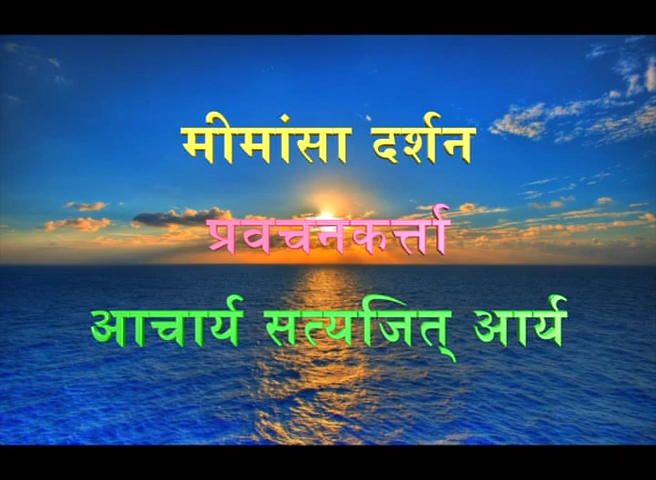 मीमांसा दर्शन
प्रवचनकर्त्ता
आचार्य सत्यजित् आर्य